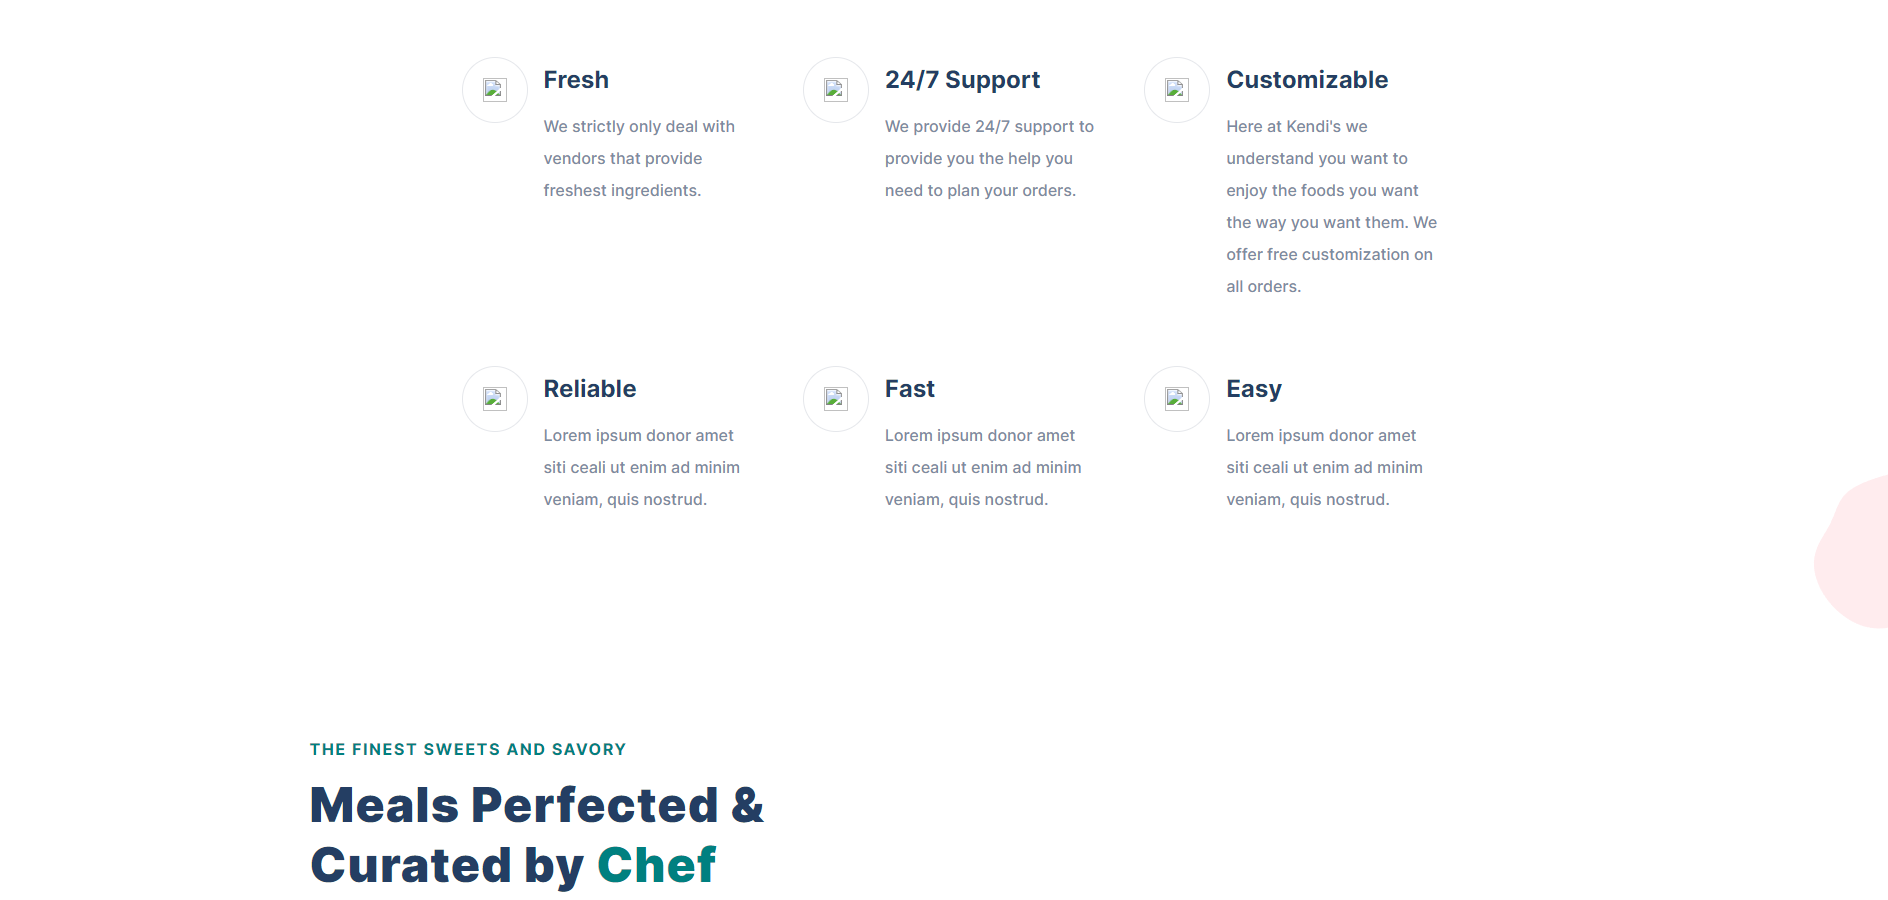 Fresh
We strictly only deal with
vendors that provide
freshest ingredients.
24/7 Support
We provide 24/7 support to
provide you the help you
need to plan your orders.
Customizable
Here at Kendi's we
understand you want to
enjoy the foods you want
the way you want them. We
offer free customization on
all orders.
Reliable
Lorem ipsum donor amet
siti ceali ut enim ad minim
veniam, quis nostrud.
Fast
Lorem ipsum donor amet
siti ceali ut enim ad minim
veniam, quis nostrud.
Easy
Lorem ipsum donor amet
siti ceali ut enim ad minim
veniam, quis nostrud.
THE FINEST SWEETS AND SAVORY
Meals Perfected &
Curated by Chef